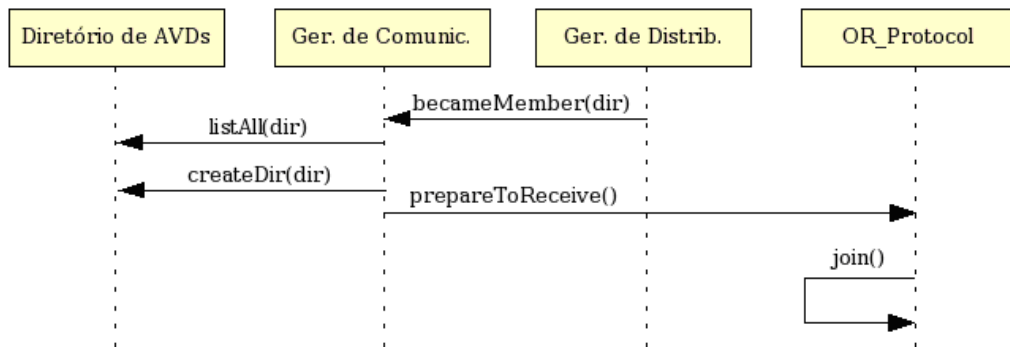 Diretório de AVDs
Ger. de Comunic.
Ger. de Distrib.
OR_Protocol
becameMember(dir)
listAll(dir)
createDir(dir)
prepareToReceive()
join()